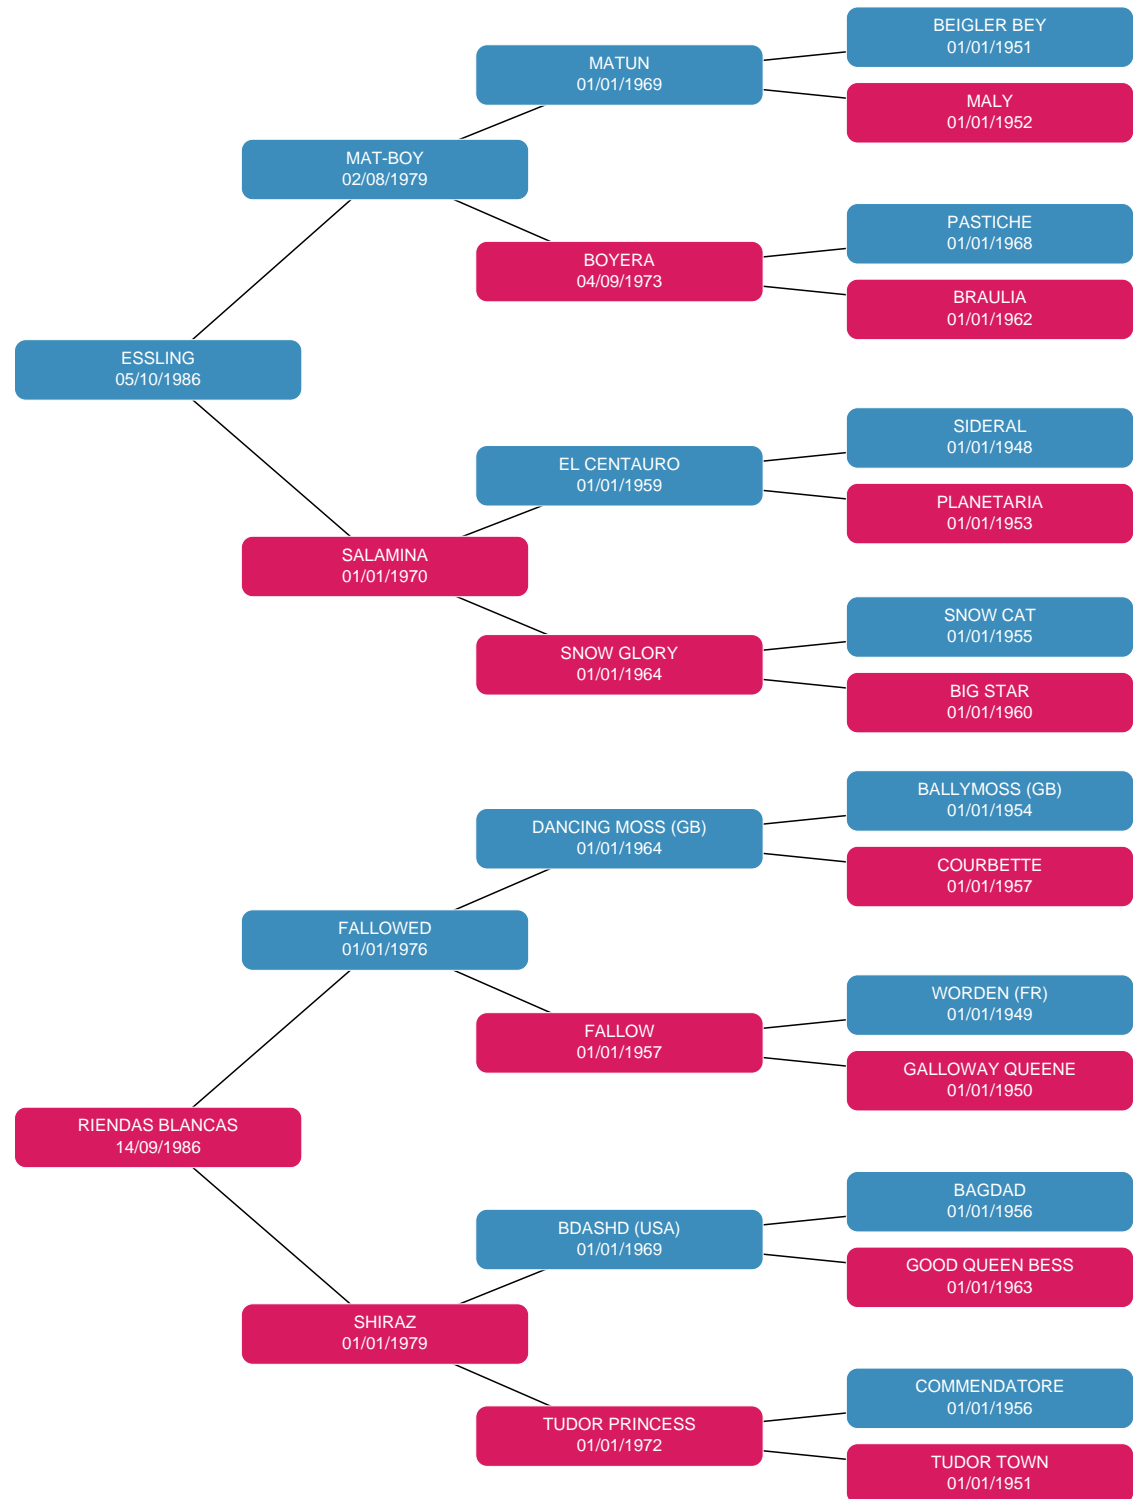 BEIGLER BEY
01/01/1951
MATUN
01/01/1969
MALY
01/01/1952
MAT-BOY
02/08/1979
PASTICHE
01/01/1968
BOYERA
04/09/1973
BRAULIA
01/01/1962
ESSLING
05/10/1986
SIDERAL
01/01/1948
EL CENTAURO
01/01/1959
PLANETARIA
01/01/1953
SALAMINA
01/01/1970
SNOW CAT
01/01/1955
SNOW GLORY
01/01/1964
BIG STAR
01/01/1960
BALLYMOSS (GB)
01/01/1954
DANCING MOSS (GB)
01/01/1964
COURBETTE
01/01/1957
FALLOWED
01/01/1976
WORDEN (FR)
01/01/1949
FALLOW
01/01/1957
GALLOWAY QUEENE
01/01/1950
RIENDAS BLANCAS
14/09/1986
BAGDAD
01/01/1956
BDASHD (USA)
01/01/1969
GOOD QUEEN BESS
01/01/1963
SHIRAZ
01/01/1979
COMMENDATORE
01/01/1956
TUDOR PRINCESS
01/01/1972
TUDOR TOWN
01/01/1951